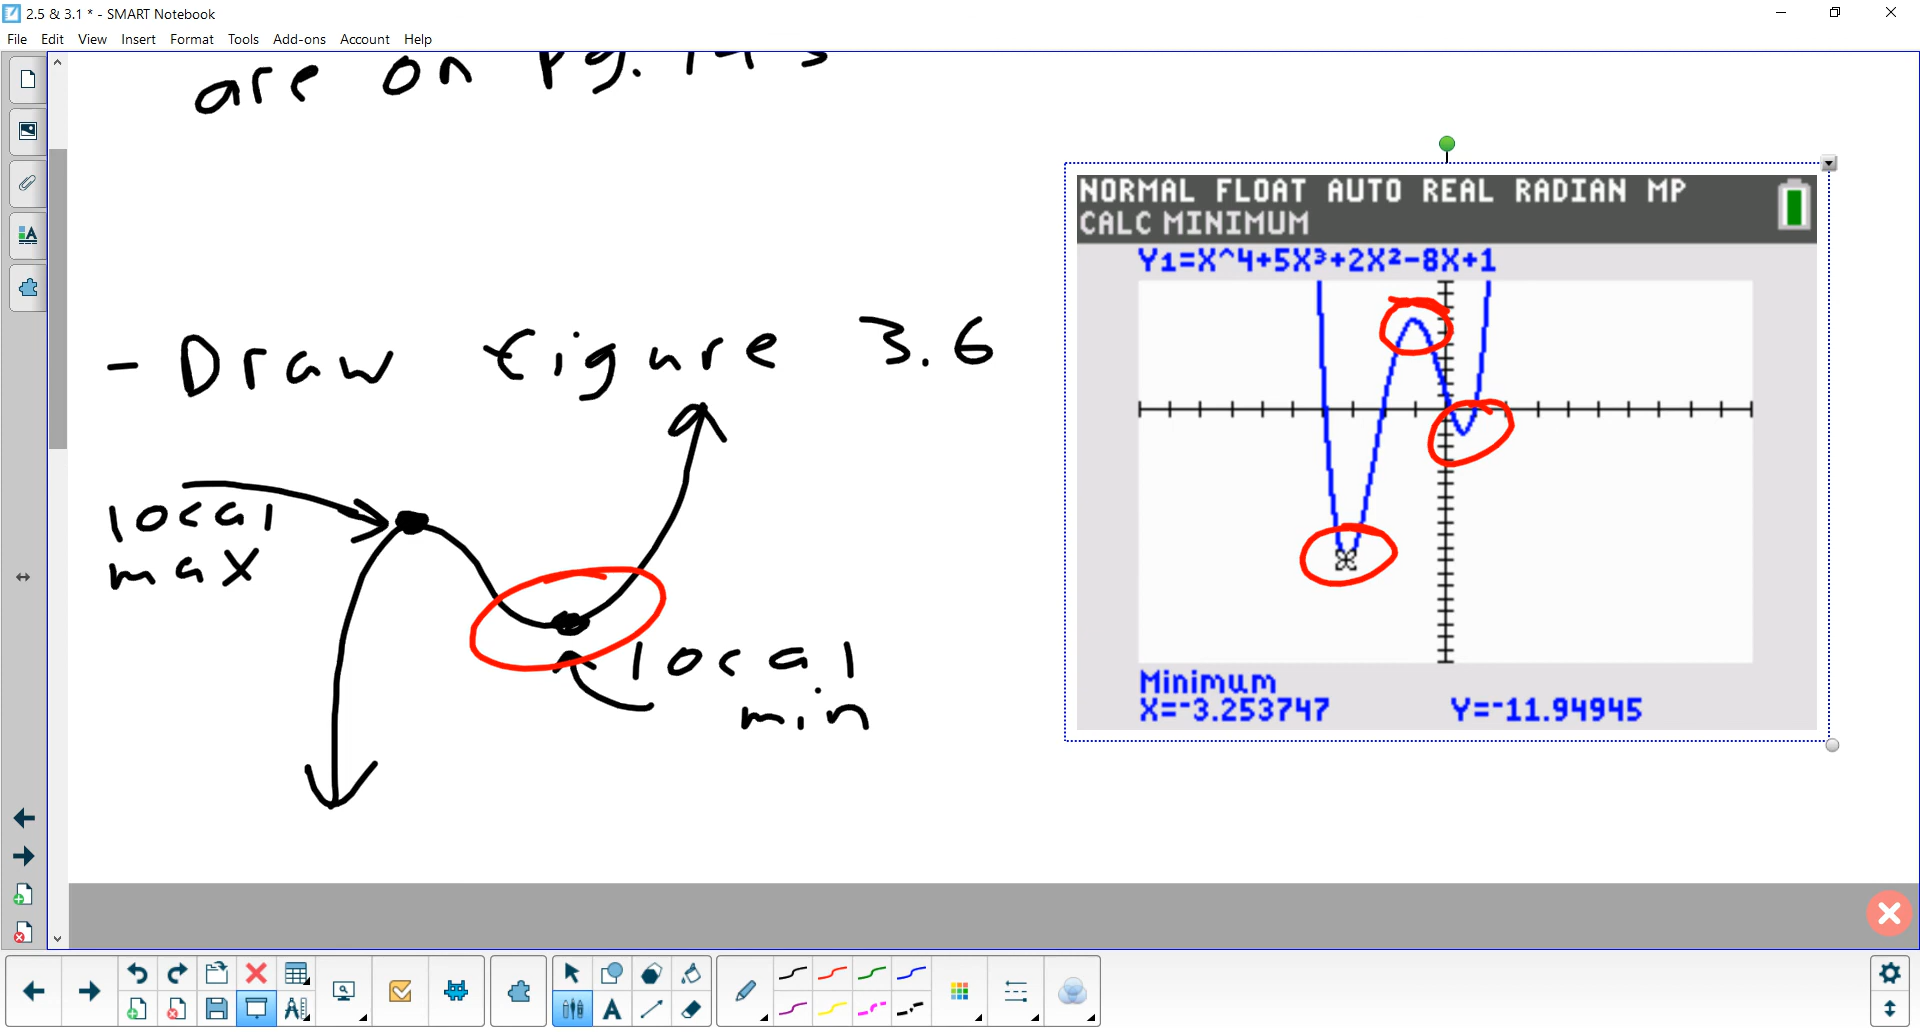 2.5 & 3.1 * - SMART Notebook
File Edit View Insert Format Tools Add-ons Account Help
are on pg.
- Draw figure 3.6
local
max
local
min
NORMAL FLOAT AUTO REAL RADIAN MP
CALC MINIMUM
Y1=X^4+5X³+2X²-8X+1
Minimum
X=-3.253747 Y=-11.94945